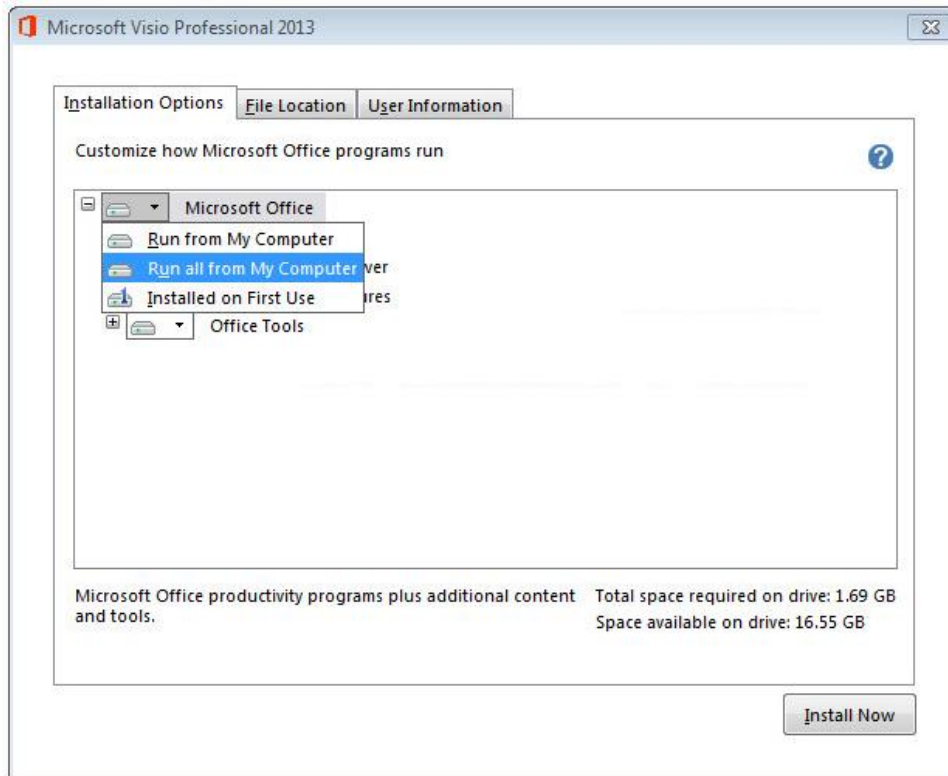 Microsoft Visio Professional 2013
Installation Options File Location User Information
Customize how Microsoft Office programs run
Microsoft Office
Run from My Computer
Run all from My Computer
Installed on First Use
Office Tools
Microsoft Office productivity programs plus additional content
and tools.
Total space required on drive: 1.69 GB
Space available on drive: 16.55 GB
Install Now